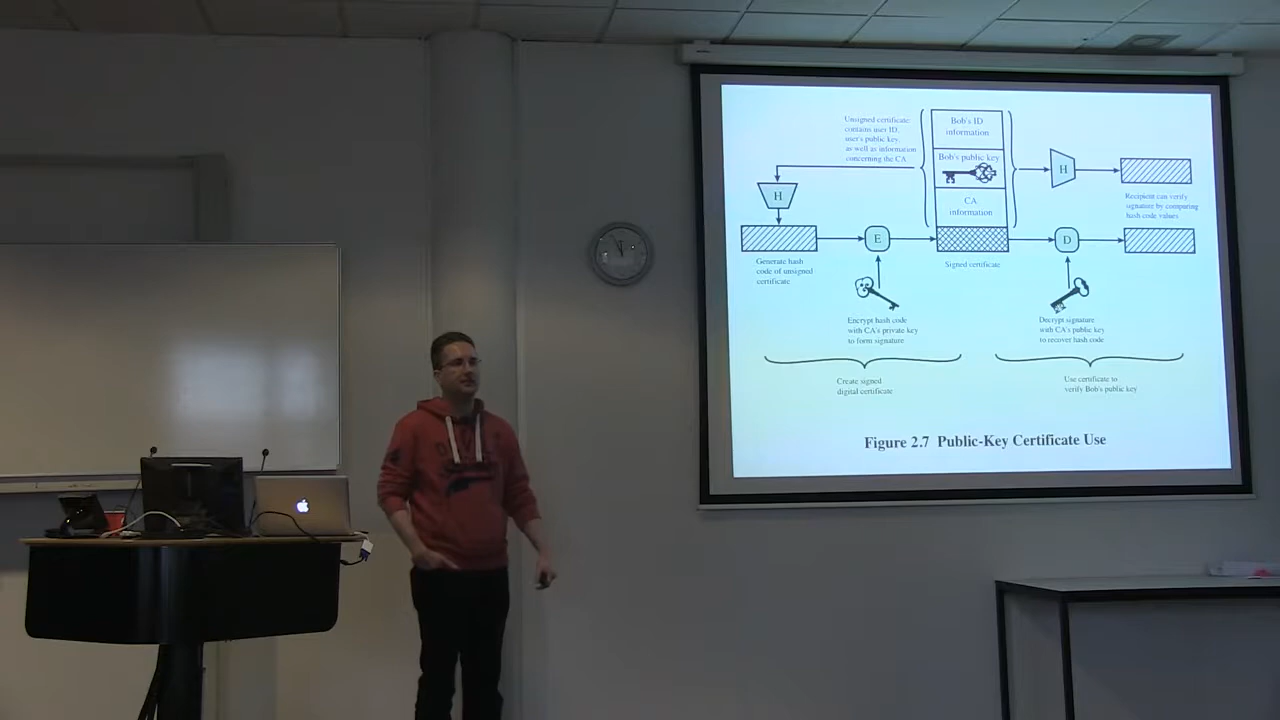 Unsigned certificate:
contains user ID,
user's public key,
as well as information
concerning the CA
Bob's ID
information
Bob's public key
CA
information
H
H
Recipient can verify
signature by comparing
hash code values
E
D
Generate hash
code of unsigned
certificate
Signed certificate
Encrypt hash code
with CA's private key
to form signature
Decrypt signature
with CA's public key
to recover hash code
Create signed
digital certificate
Use certificate to
verify Bob's public key
Figure 2.7 Public-Key Certificate Use